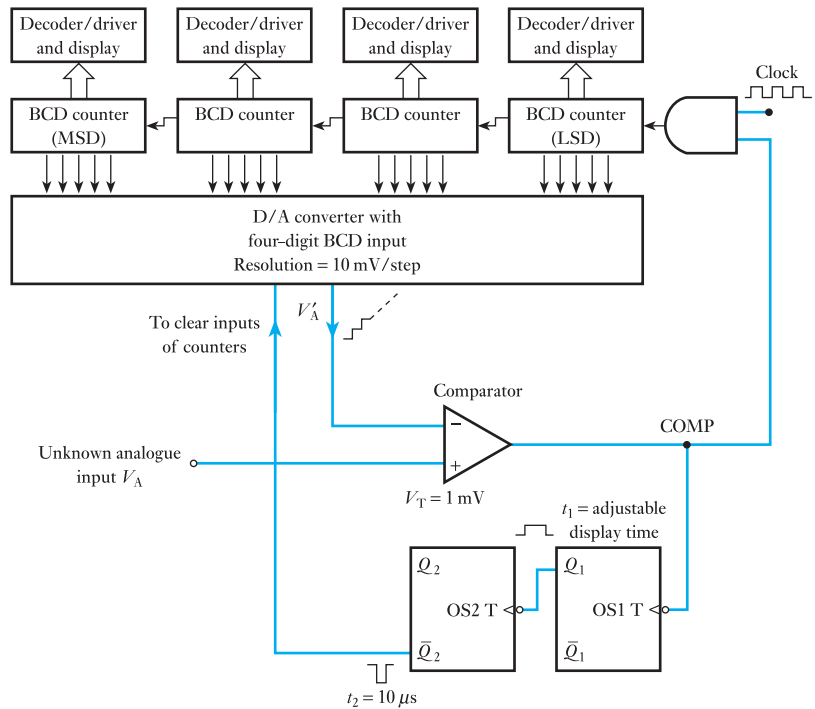 Decoder/driver
and display
Decoder/driver
and display
Decoder/driver
and display
Decoder/driver
and display
Clock
BCD counter
(MSD)
BCD counter
BCD counter
BCD counter
(LSD)
D/A converter with
four–digit BCD input
Resolution = 10 mV/step
To clear inputs
of counters
V′A
Comparator
−
+
VT = 1 mV
COMP
Unknown analogue
input VA
t1 = adjustable
display time
Q2
OS2 T
Q̅2
Q1
OS1 T
Q̅1
t2 = 10 μs